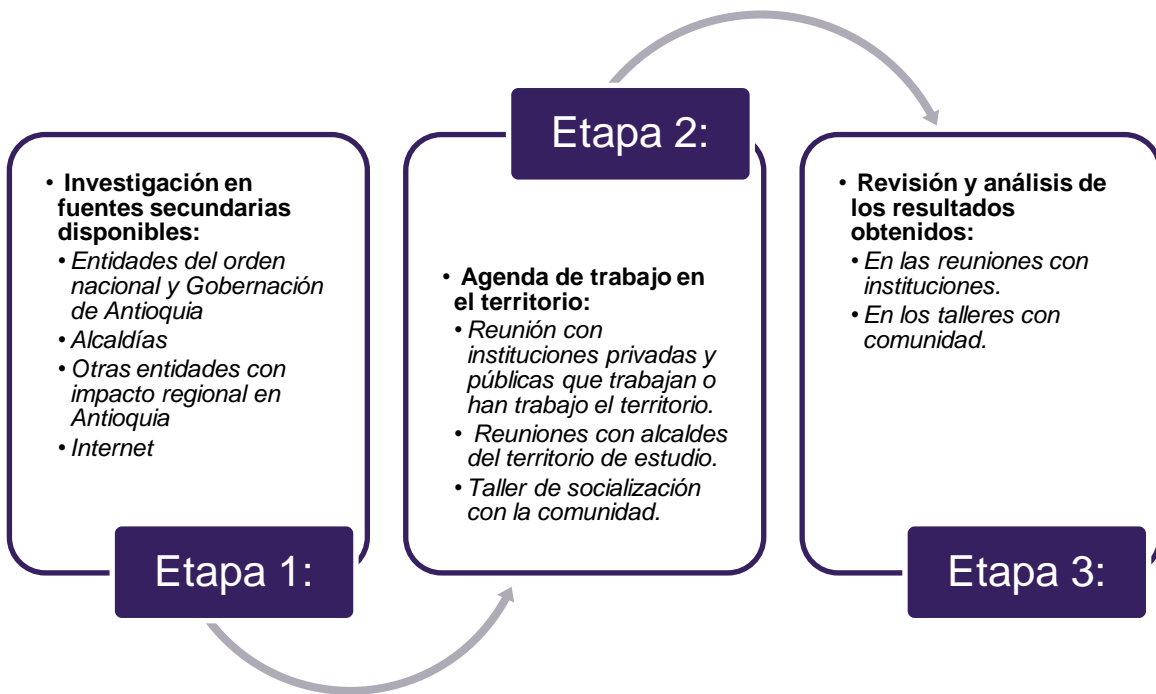 • Investigación en
fuentes secundarias
disponibles:
• Entidades del orden
nacional y Gobernación
de Antioquia
• Alcaldías
• Otras entidades con
impacto regional en
Antioquia
• Internet
Etapa 1:
Etapa 2:
• Agenda de trabajo en
el territorio:
• Reunión con
instituciones privadas y
públicas que trabajan o
han trabajo el territorio.
• Reuniones con alcaldes
del territorio de estudio.
• Taller de socialización
con la comunidad.
• Revisión y análisis de
los resultados
obtenidos:
• En las reuniones con
instituciones.
• En los talleres con
comunidad.
Etapa 3: